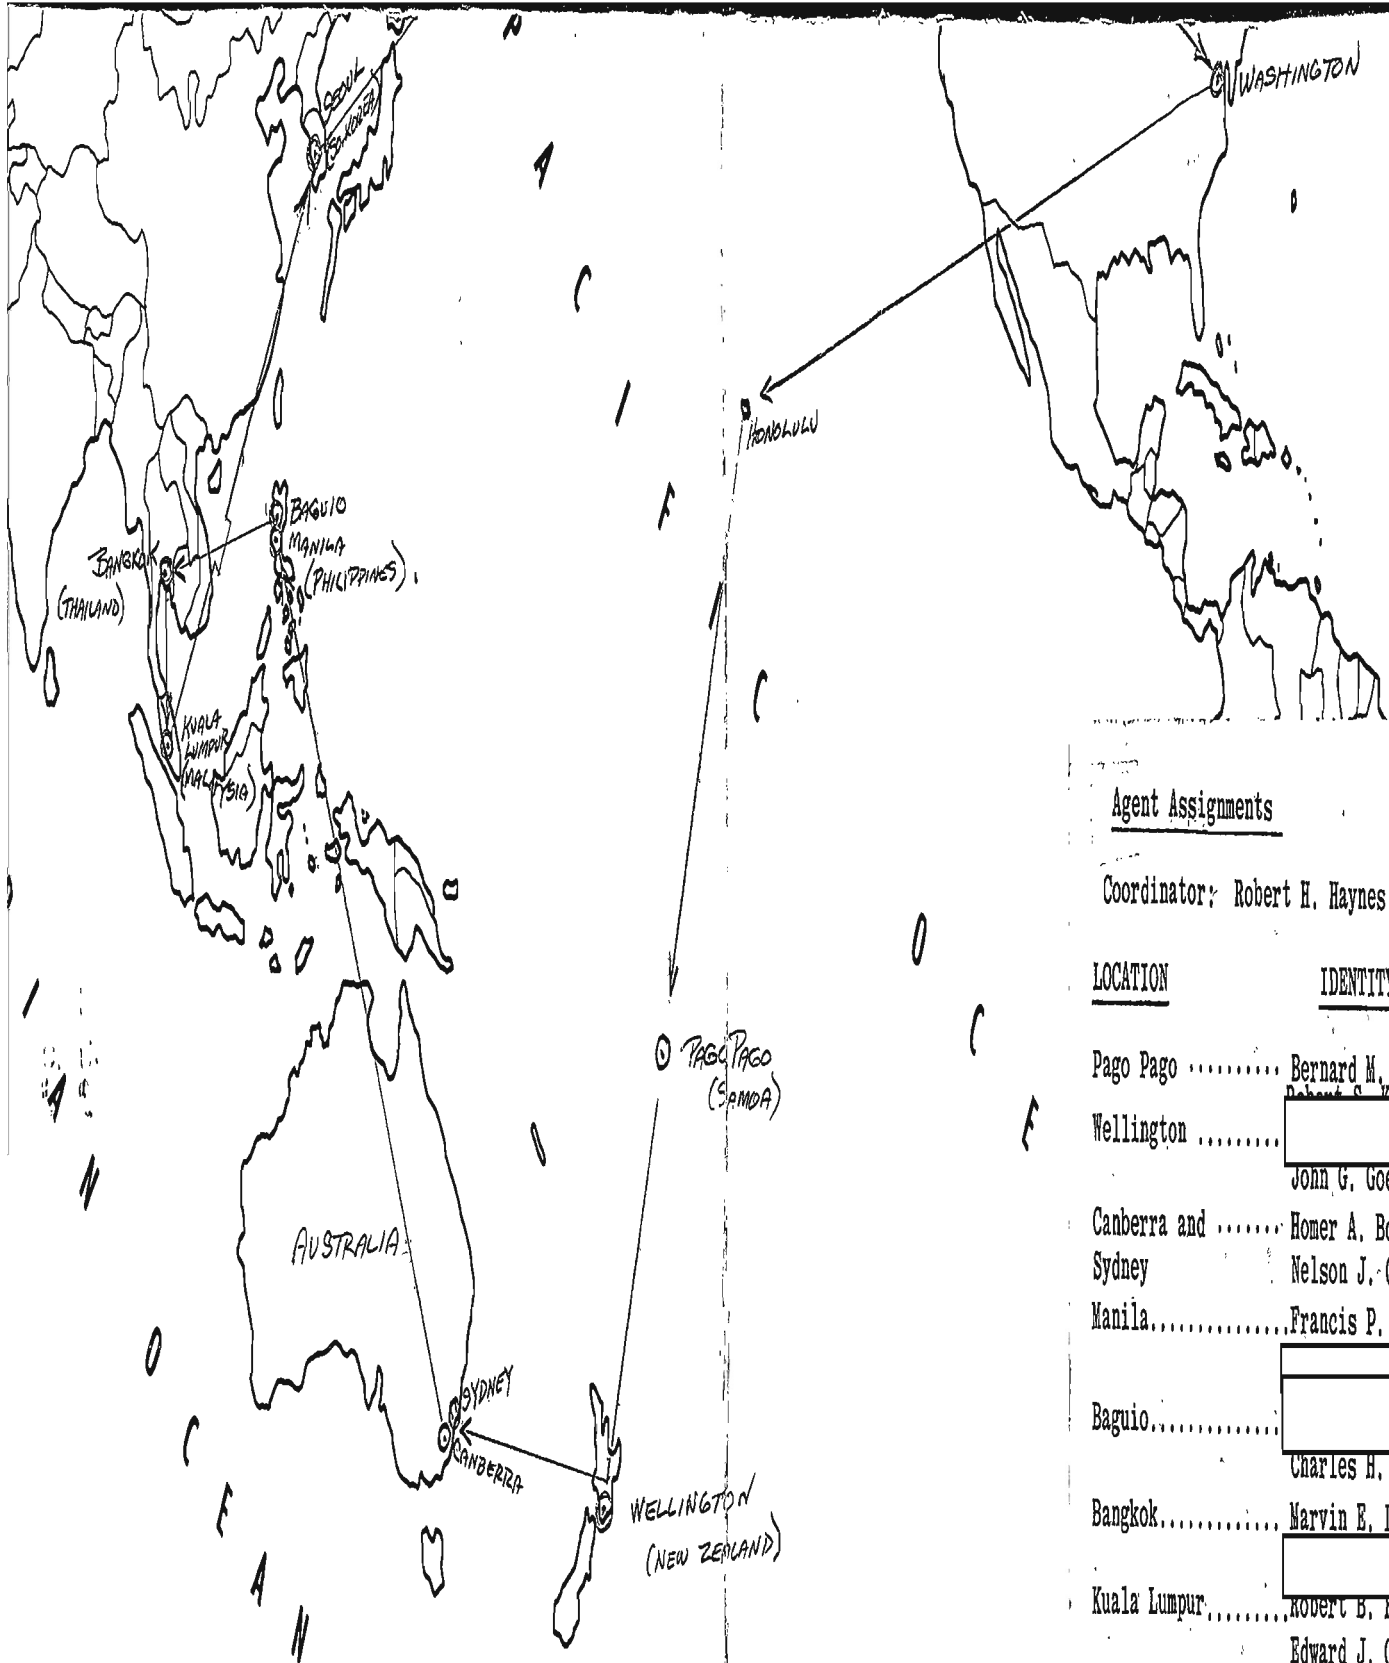 SEOUL
(SO. KOREA)
WASHINGTON
P A C I F I C
O C E
HONOLULU
BAGUIO
MANILA
(PHILIPPINES)
BANGKOK
(THAILAND)
KUALA
LUMPUR
(MALAYSIA)
PAGO PAGO
(SAMOA)
AUSTRALIA
SYDNEY
CANBERRA
WELLINGTON
(NEW ZEALAND)
I
A
N
O C E A N
Agent Assignments
Coordinator: Robert H. Haynes
LOCATION IDENTITY
Pago Pago .......... Bernard M.
Robert S.
Wellington .........
John G.
Canberra and ....... Homer A.
Sydney Nelson J.
Manila.............. Francis P.
Baguio.............
Charles H.
Bangkok............. Marvin E.
Kuala Lumpur ........ Robert B.
Edward J.